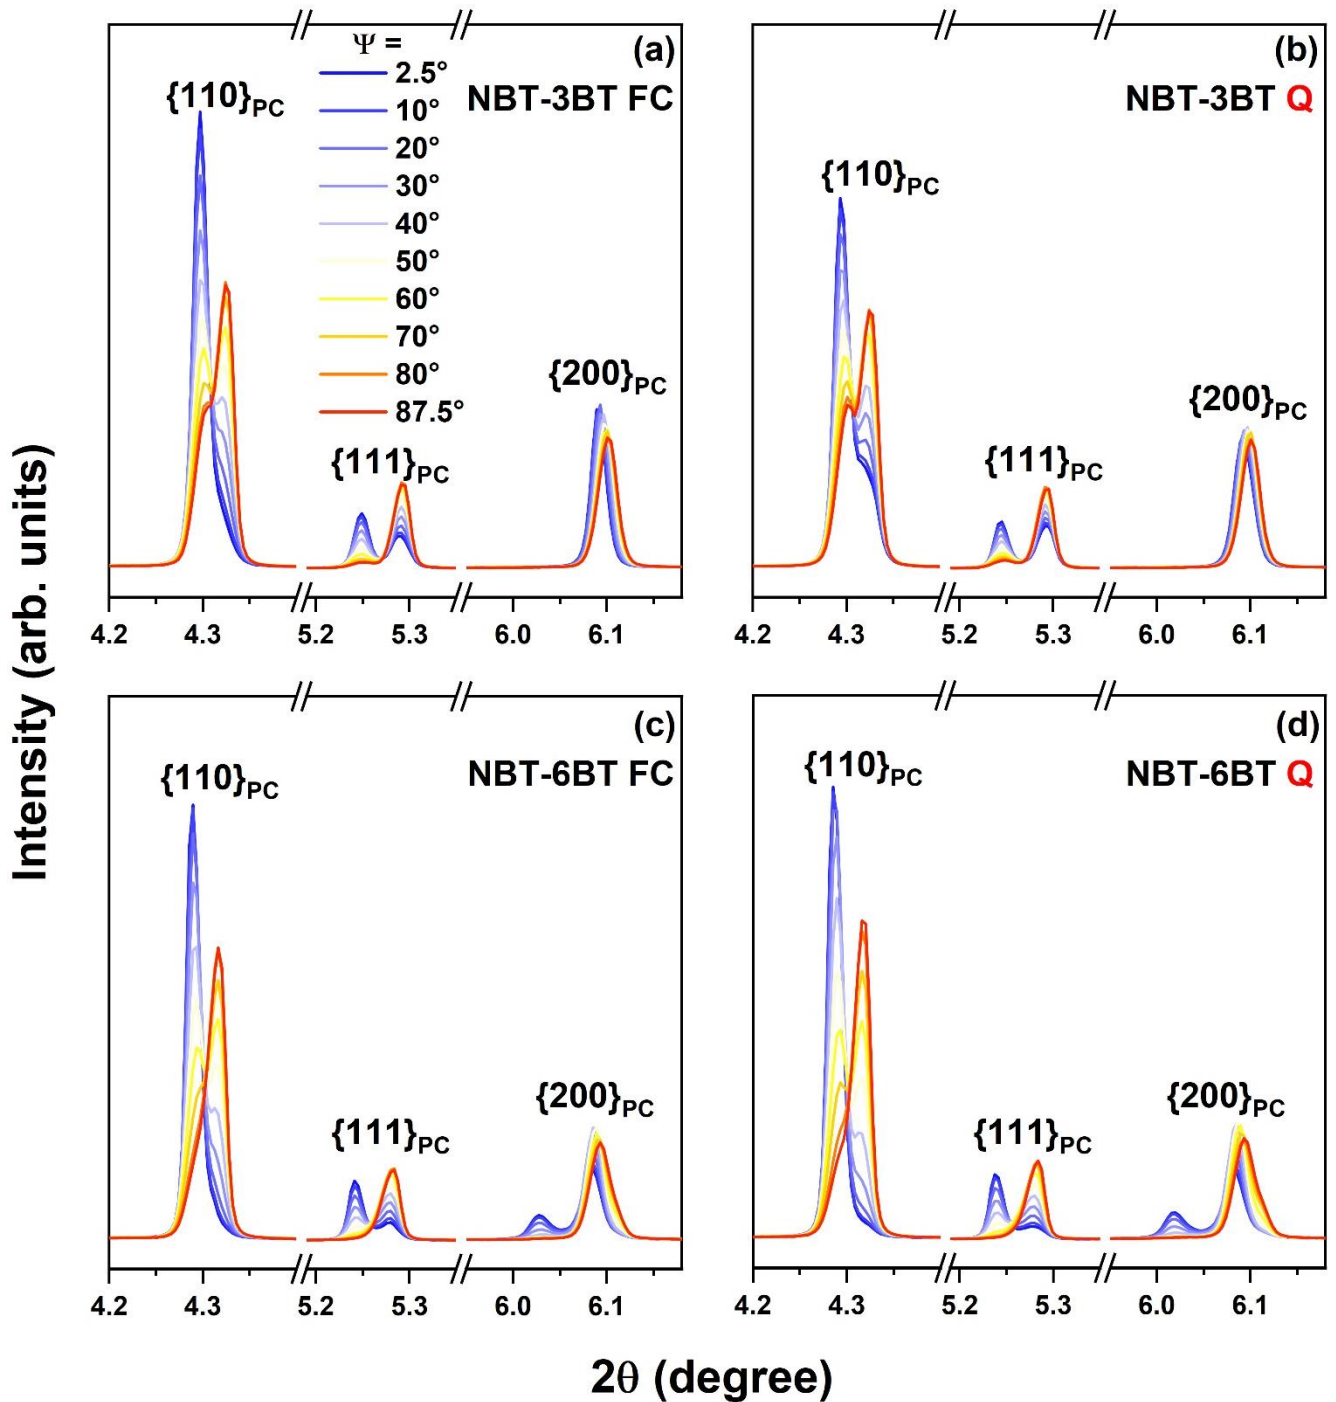 Intensity (arb. units)
Ψ =
2.5°
10°
20°
30°
40°
50°
60°
70°
80°
87.5°
(a)
NBT-3BT FC
{110}PC
{111}PC
{200}PC
4.2 4.3 5.2 5.3 6.0 6.1
(b)
NBT-3BT Q
{110}PC
{111}PC
{200}PC
4.2 4.3 5.2 5.3 6.0 6.1
(c)
NBT-6BT FC
{110}PC
{111}PC
{200}PC
4.2 4.3 5.2 5.3 6.0 6.1
(d)
NBT-6BT Q
{110}PC
{111}PC
{200}PC
4.2 4.3 5.2 5.3 6.0 6.1
2θ (degree)